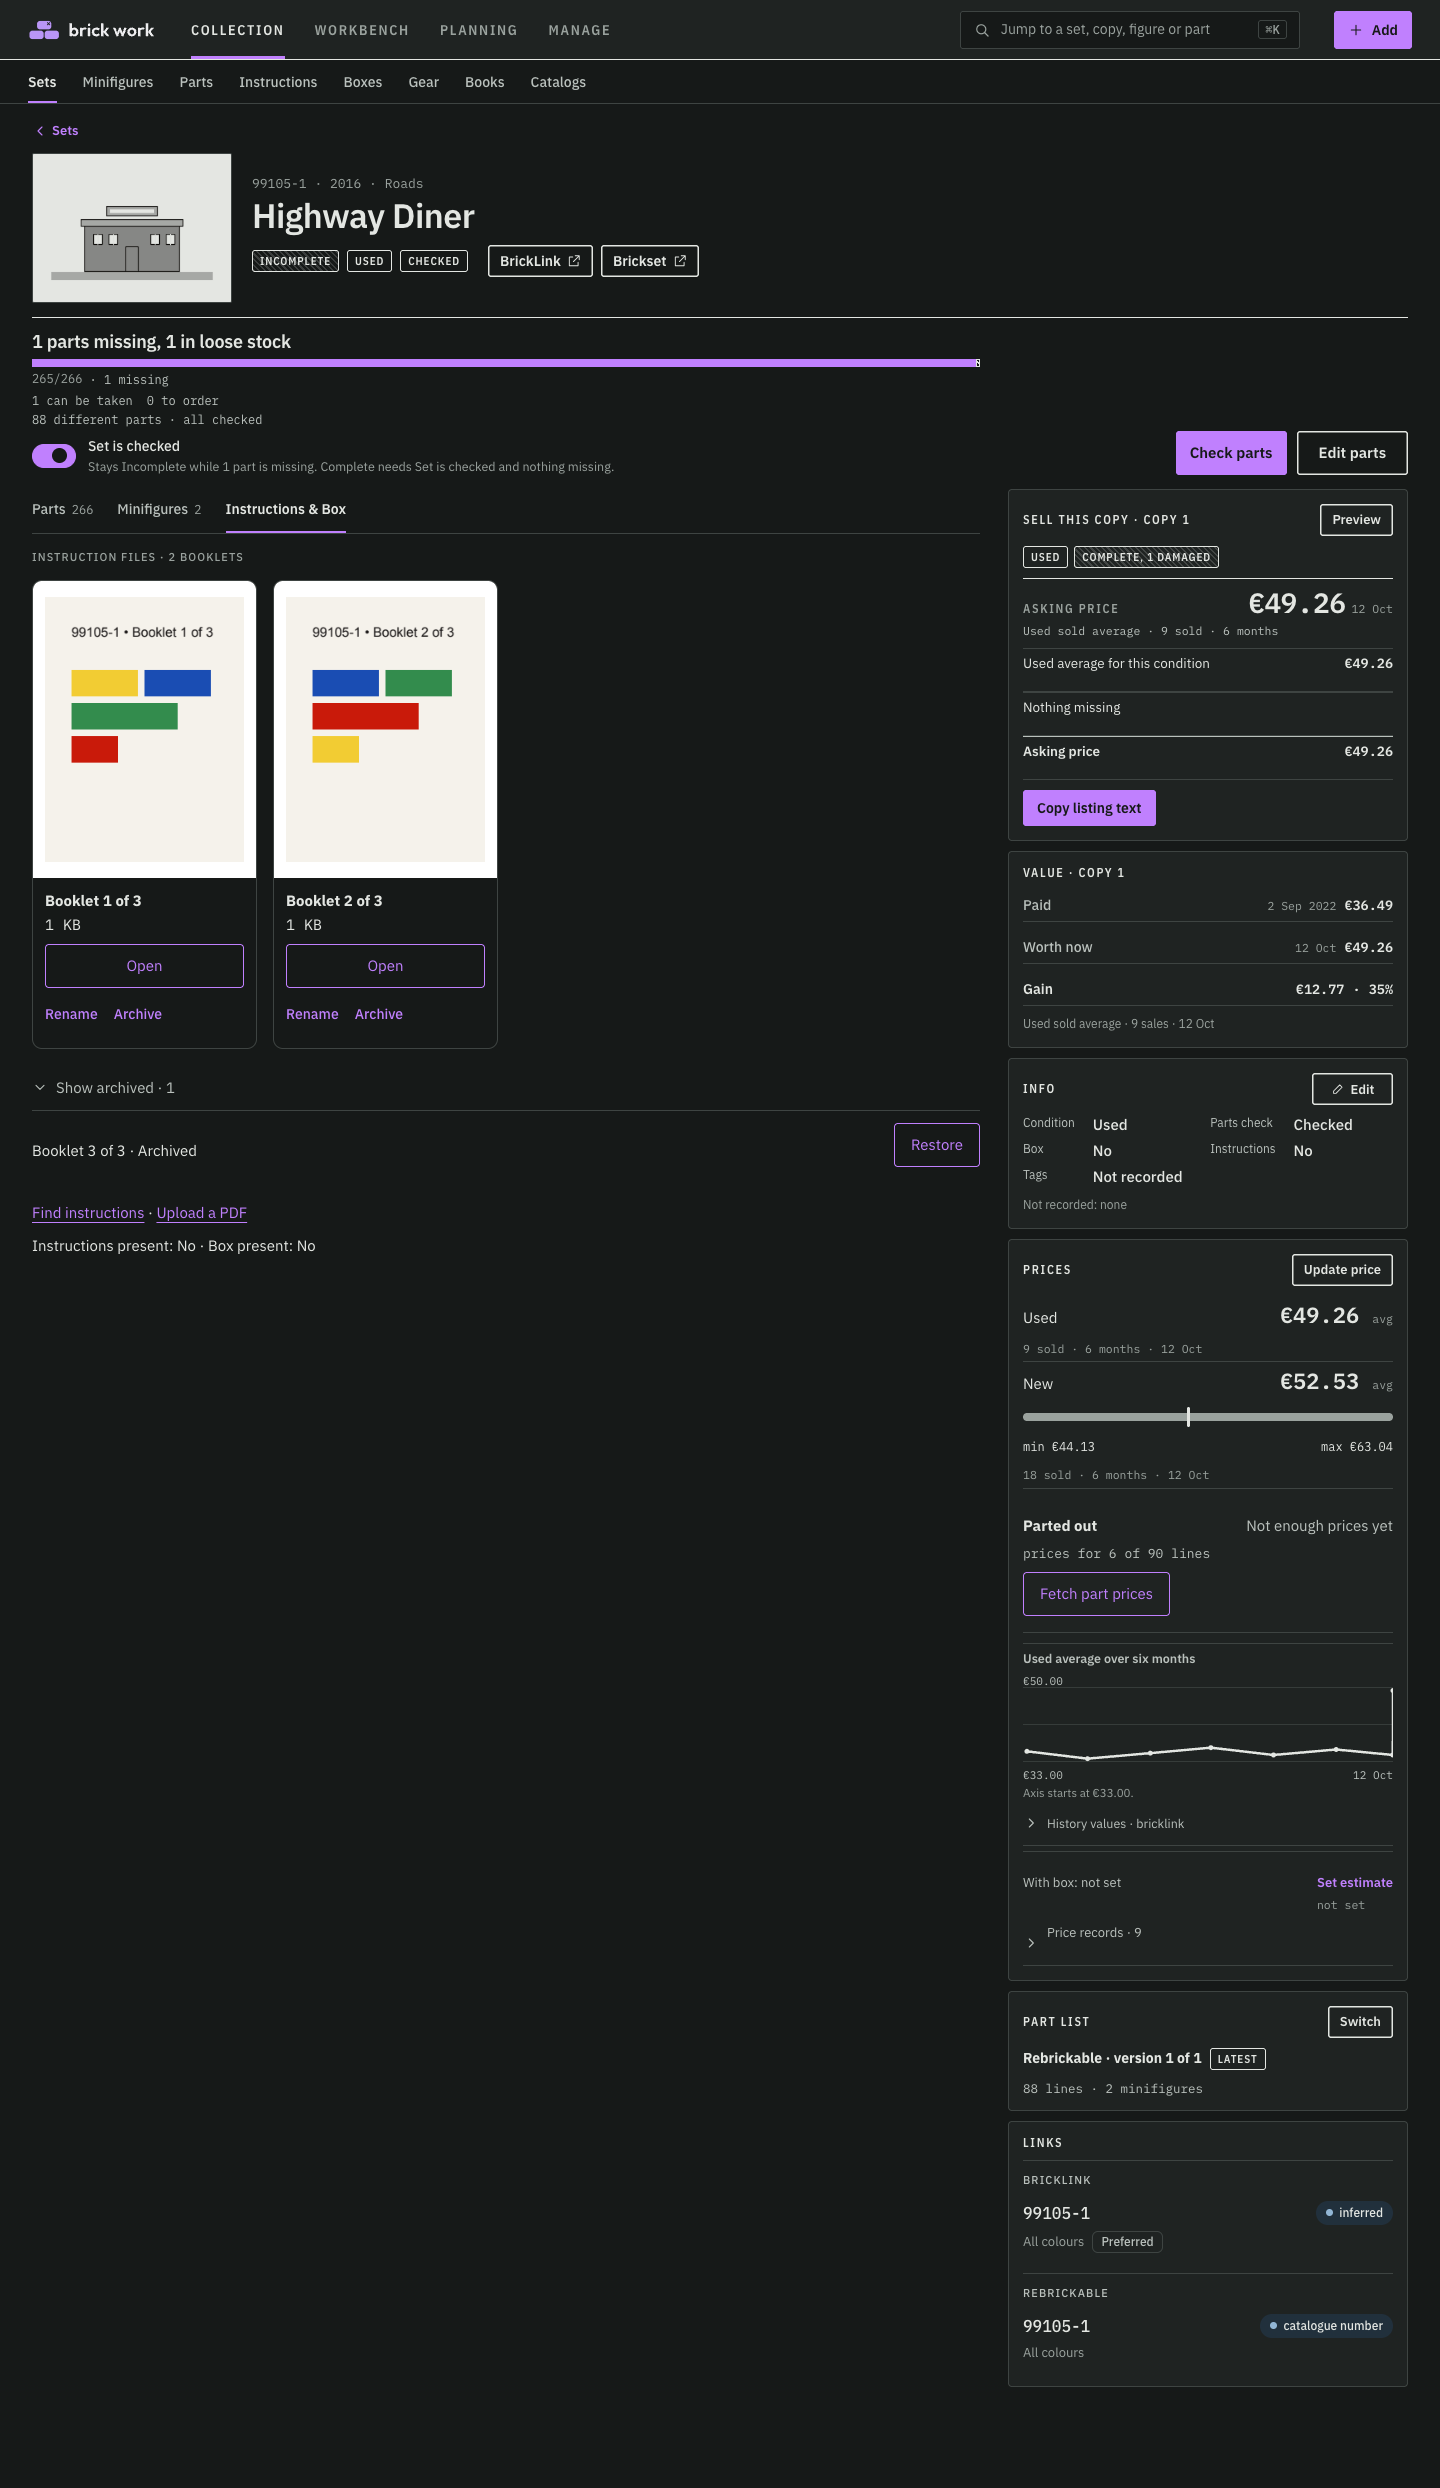 brick work
COLLECTION WORKBENCH PLANNING MANAGE
Jump to a set, copy, figure or part ⌘K
Add
Sets Minifigures Parts Instructions Boxes Gear Books Catalogs
Sets
99105-1 · 2016 · Roads
Highway Diner
INCOMPLETE USED CHECKED BrickLink Brickset
1 parts missing, 1 in loose stock
265/266 · 1 missing
1 can be taken 0 to order
88 different parts · all checked
Set is checked
Stays Incomplete while 1 part is missing. Complete needs Set is checked and nothing missing.
Check parts Edit parts
Parts 266 Minifigures 2 Instructions & Box
INSTRUCTION FILES · 2 BOOKLETS
99105-1 • Booklet 1 of 3
Booklet 1 of 3
1 KB
Open
Rename Archive
99105-1 • Booklet 2 of 3
Booklet 2 of 3
1 KB
Open
Rename Archive
Show archived · 1
Booklet 3 of 3 · Archived
Restore
Find instructions · Upload a PDF
Instructions present: No · Box present: No
SELL THIS COPY · COPY 1
Preview
USED COMPLETE, 1 DAMAGED
ASKING PRICE €49.26 12 Oct
Used sold average · 9 sold · 6 months
Used average for this condition €49.26
Nothing missing
Asking price €49.26
Copy listing text
VALUE · COPY 1
Paid 2 Sep 2022 €36.49
Worth now 12 Oct €49.26
Gain €12.77 · 35%
Used sold average · 9 sales · 12 Oct
INFO
Edit
Condition Used Parts check Checked
Box No Instructions No
Tags Not recorded
Not recorded: none
PRICES
Update price
Used €49.26 avg
9 sold · 6 months · 12 Oct
New €52.53 avg
min €44.13 max €63.04
18 sold · 6 months · 12 Oct
Parted out Not enough prices yet
prices for 6 of 90 lines
Fetch part prices
Used average over six months
€50.00
€33.00 12 Oct
Axis starts at €33.00.
History values · bricklink
With box: not set Set estimate
not set
Price records · 9
PART LIST
Switch
Rebrickable · version 1 of 1 LATEST
88 lines · 2 minifigures
LINKS
BRICKLINK
99105-1 inferred
All colours Preferred
REBRICKABLE
99105-1 catalogue number
All colours